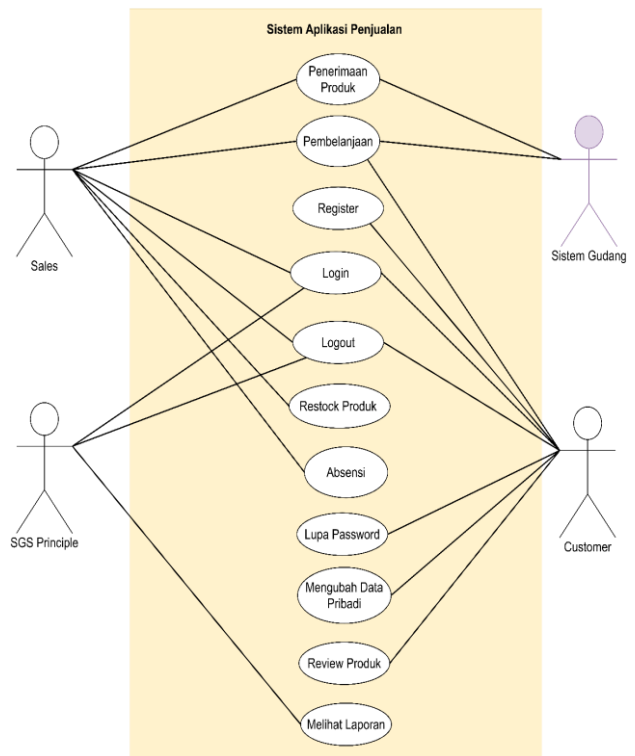 Sistem Aplikasi Penjualan
Penerimaan
Produk
Pembelanjaan
Register
Sales
Sistem Gudang
Login
Logout
Restock Produk
Absensi
SGS Principle
Customer
Lupa Password
Mengubah Data
Pribadi
Review Produk
Melihat Laporan